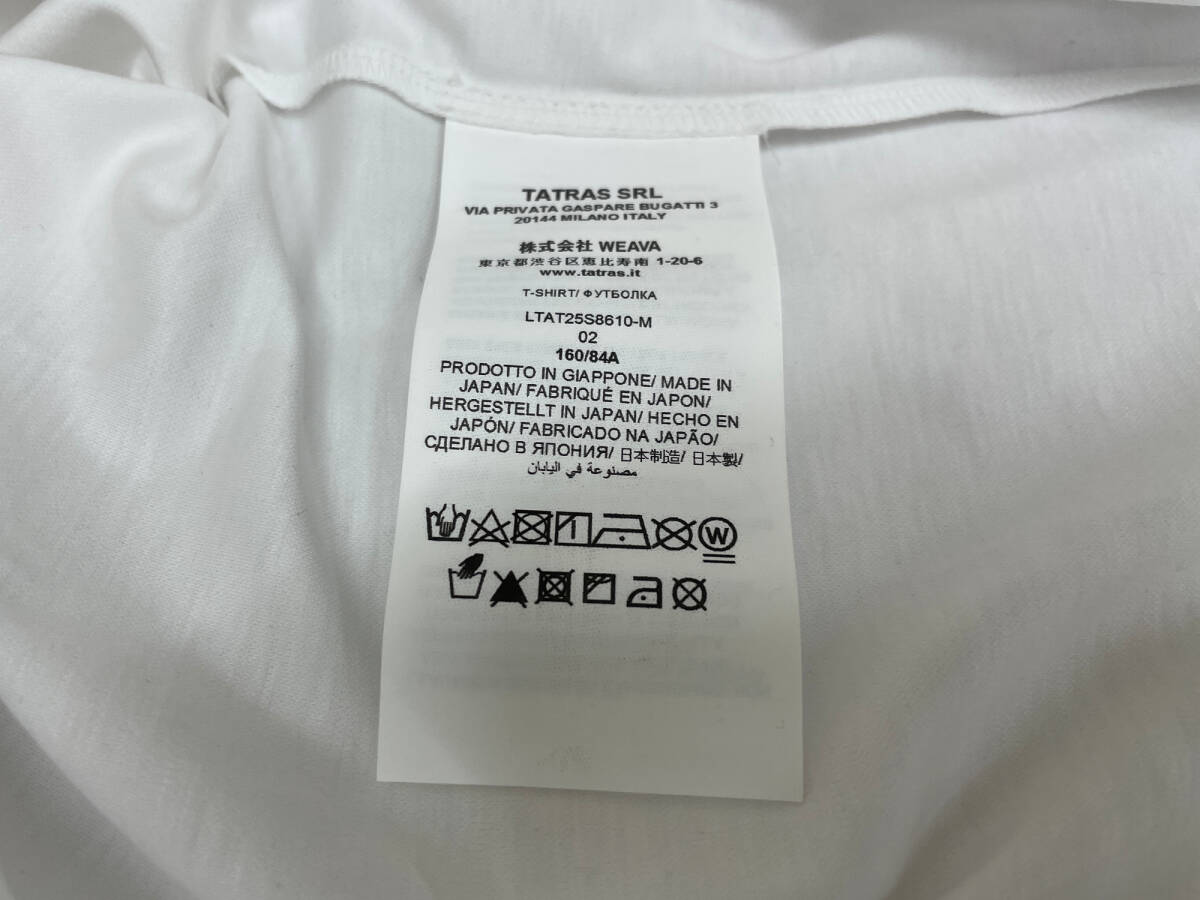 TATRAS SRL
VIA PRIVATA GASPARE BUGATTI 3
20144 MILANO ITALY
株式会社 WEAVA
東京都渋谷区恵比寿南 1-20-6
www.tatras.it
T-SHIRT/ ФУТБОЛКА
LTAT25S8610-M
02
160/84A
PRODOTTO IN GIAPPONE/ MADE IN
JAPAN/ FABRIQUÉ EN JAPON/
HERGESTELLT IN JAPAN/ HECHO EN
JAPÓN/ FABRICADO NA JAPÃO/
СДЕЛАНО В ЯПОНИЯ/ 日本制造/ 日本製/
مصنوعة في اليابان
W